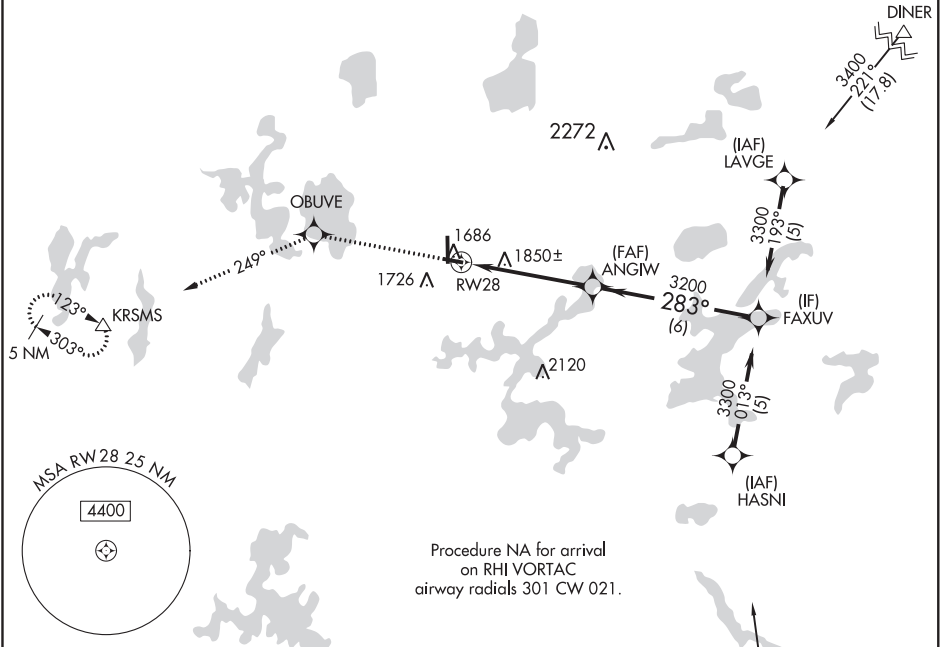 DINER
3400
221°
(17.8)
2272
(IAF)
LAVGE
3300
193°
(5)
OBUVE
1686
1850±
(FAF)
ANGIW
249°
1726
RW28
3200
283°
(6)
(IF)
FAXUV
123°
KRSMS
303°
5 NM
2120
3300
013°
(5)
(IAF)
HASNI
MSA RW28 25 NM
4400
Procedure NA for arrival
on RHI VORTAC
airway radials 301 CW 021.